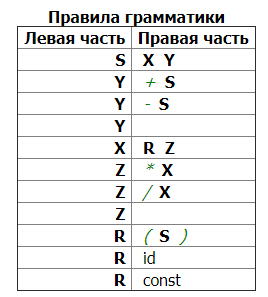 Правила грамматики
Левая часть Правая часть
S X Y
Y + S
Y - S
Y
X R Z
Z * X
Z / X
Z
R ( S )
R id
R const